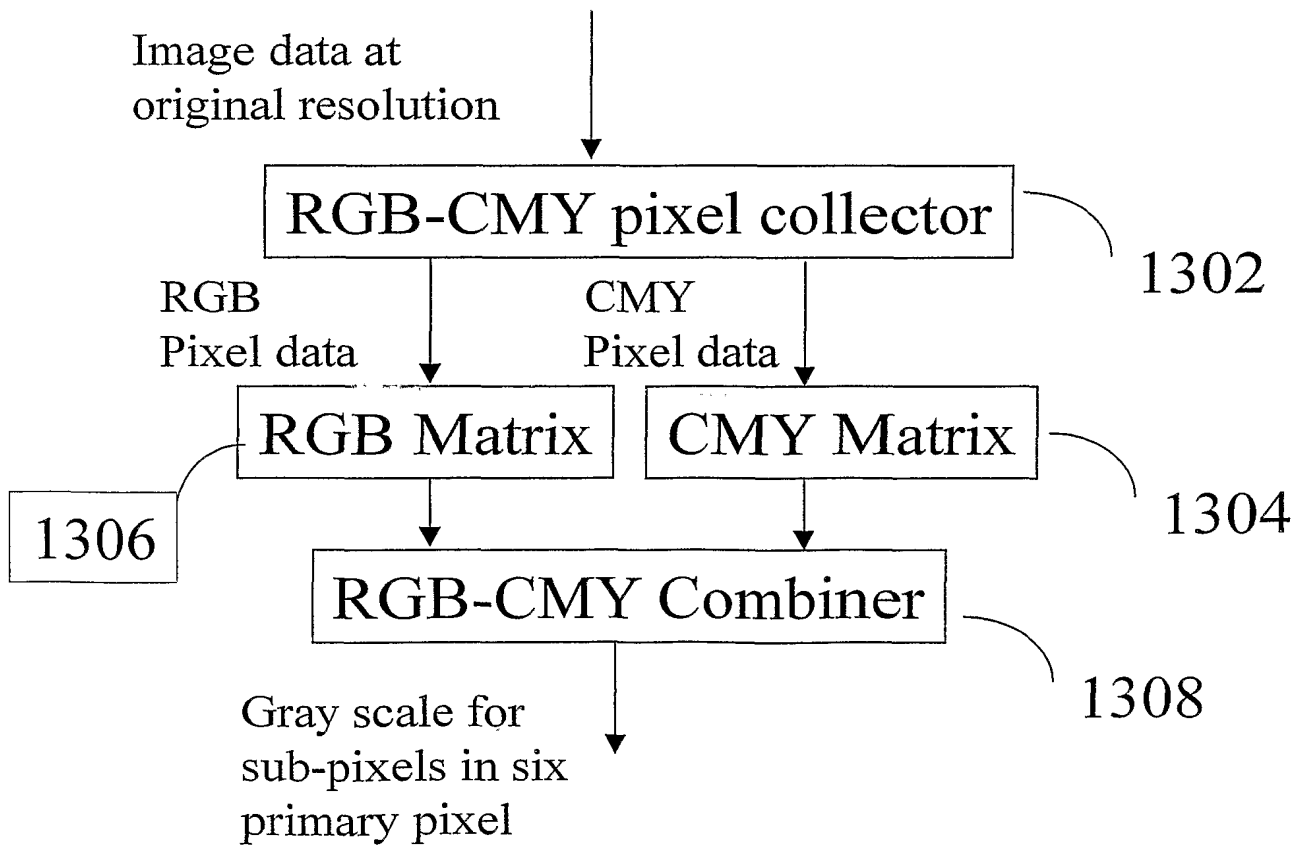 Image data at
original resolution
RGB-CMY pixel collector
1302
RGB
Pixel data
CMY
Pixel data
RGB Matrix
CMY Matrix
1306
1304
RGB-CMY Combiner
1308
Gray scale for
sub-pixels in six
primary pixel